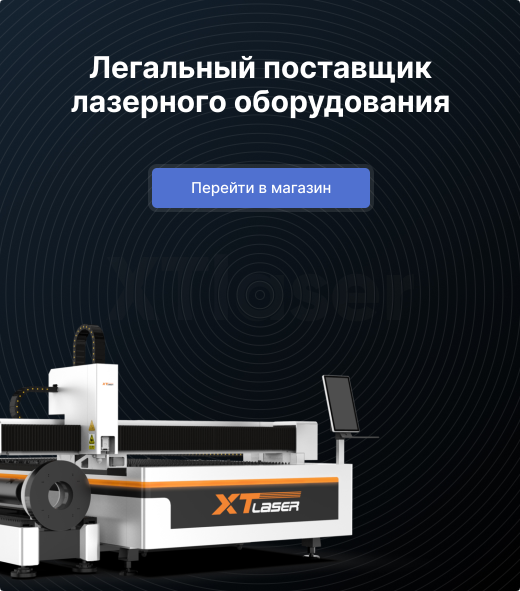 Легальный поставщик
лазерного оборудования
Перейти в магазин
XTlaser
XTLASER